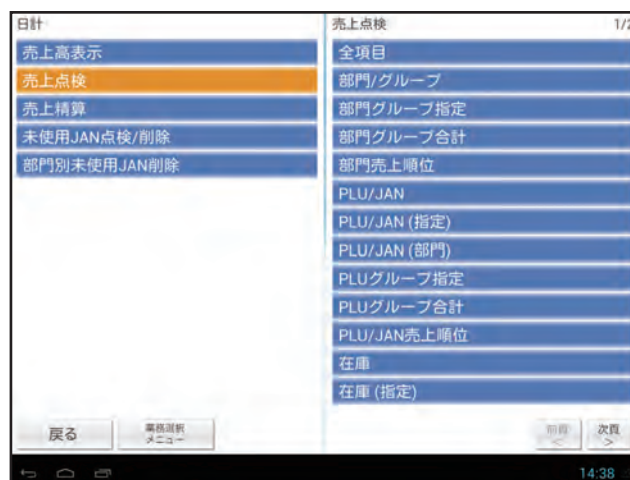 日計
売上高表示
売上点検
売上精算
未使用JAN点検/削除
部門別未使用JAN削除
戻る
業務選択
メニュー
売上点検
1/2
全項目
部門/グループ
部門グループ指定
部門グループ合計
部門売上順位
PLU/JAN
PLU/JAN (指定)
PLU/JAN (部門)
PLUグループ指定
PLUグループ合計
PLU/JAN売上順位
在庫
在庫 (指定)
前頁
<
次頁
>
14:38